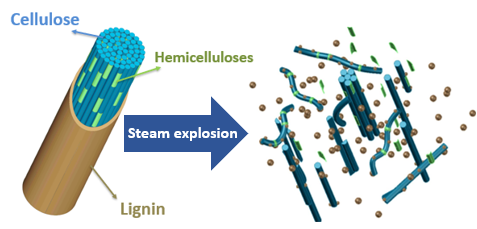 Cellulose
Hemicelluloses
Steam explosion
Lignin